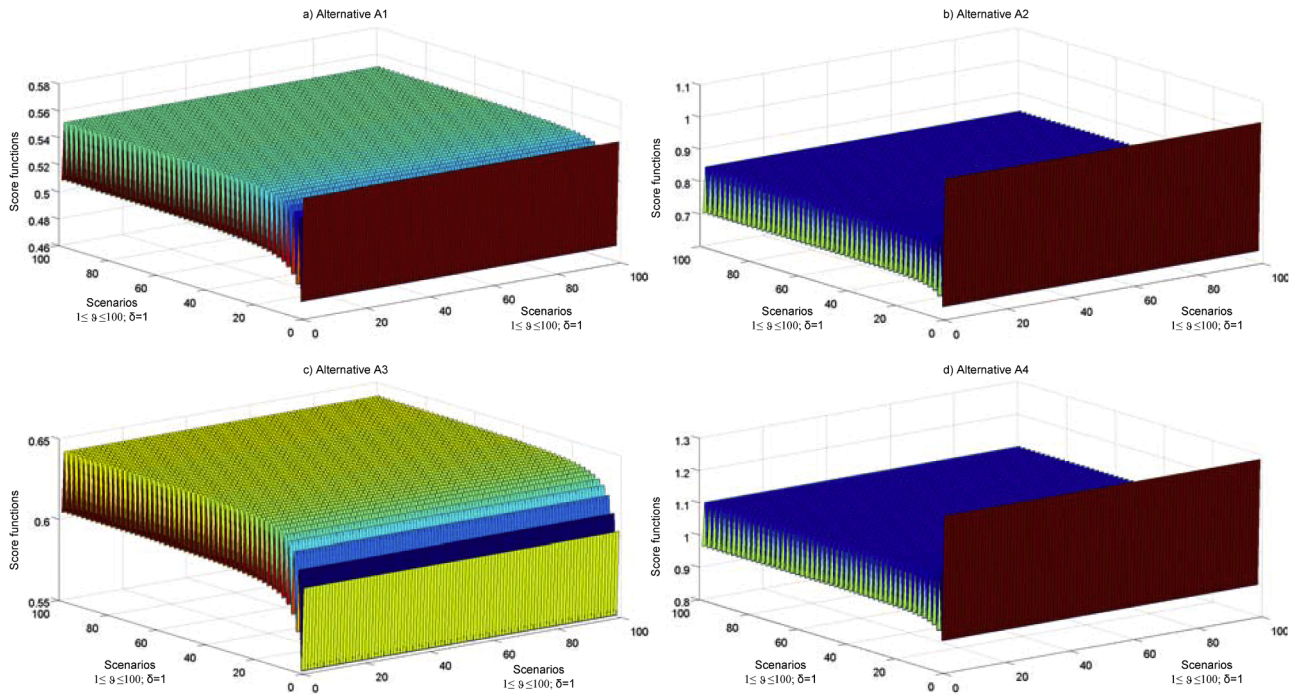 a) Alternative A1
0.58
0.56
0.54
0.52
0.5
0.48
0.46
Score functions
100
80
60
40
20
0
Scenarios
1≤ ϑ ≤100; δ=1
0
20
40
60
80
100
Scenarios
1≤ ϑ ≤100; δ=1
b) Alternative A2
1.1
1
0.9
0.8
0.7
Score functions
100
80
60
40
20
0
Scenarios
1≤ ϑ ≤100; δ=1
0
20
40
60
80
100
Scenarios
1≤ ϑ ≤100; δ=1
c) Alternative A3
0.65
0.6
0.55
Score functions
100
80
60
40
20
0
Scenarios
1≤ ϑ ≤100; δ=1
0
20
40
60
80
100
Scenarios
1≤ ϑ ≤100; δ=1
d) Alternative A4
1.3
1.2
1.1
1
0.9
0.8
Score functions
100
80
60
40
20
0
Scenarios
1≤ ϑ ≤100; δ=1
0
20
40
60
80
100
Scenarios
1≤ ϑ ≤100; δ=1